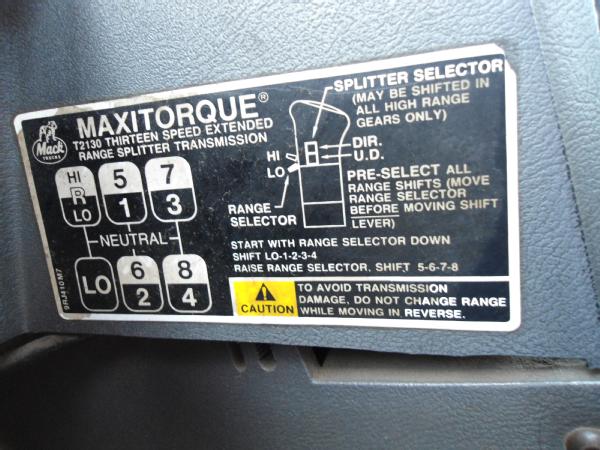 Mack
TRUCKS
MAXITORQUE®
T2130 THIRTEEN SPEED EXTENDED
RANGE SPLITTER TRANSMISSION
HI
R
LO
5
1
7
3
NEUTRAL
LO
6
2
8
4
9RJ410M7
SPLITTER SELECTOR
(MAY BE SHIFTED IN
ALL HIGH RANGE
GEARS ONLY)
DIR.
U.D.
HI
LO
RANGE
SELECTOR
PRE-SELECT ALL
RANGE SHIFTS (MOVE
RANGE SELECTOR
BEFORE MOVING SHIFT
LEVER)
START WITH RANGE SELECTOR DOWN
SHIFT LO-1-2-3-4
RAISE RANGE SELECTOR, SHIFT 5-6-7-8
CAUTION
TO AVOID TRANSMISSION
DAMAGE, DO NOT CHANGE RANGE
WHILE MOVING IN REVERSE.